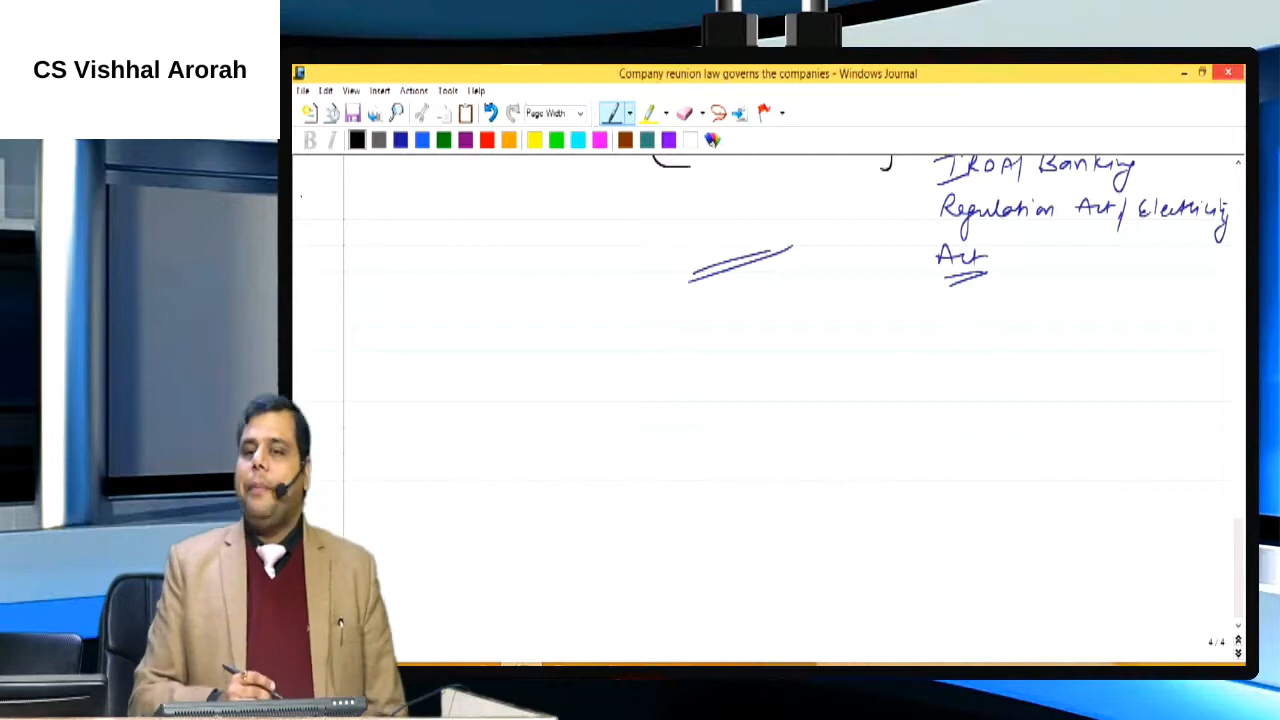 CS Vishhal Arorah
Company reunion law governs the companies - Windows Journal
File Edit View Insert Actions Tools Help
Page Width
B I
IRDA/ Banking
Regulation Act/ Electricity
Act
4 / 4